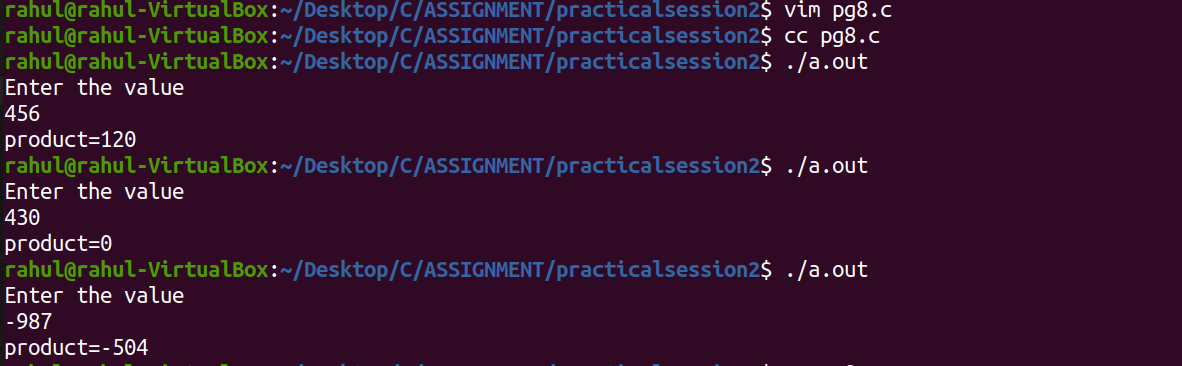 rahul@rahul-VirtualBox:~/Desktop/C/ASSIGNMENT/practicalsession2$ vim pg8.c
rahul@rahul-VirtualBox:~/Desktop/C/ASSIGNMENT/practicalsession2$ cc pg8.c
rahul@rahul-VirtualBox:~/Desktop/C/ASSIGNMENT/practicalsession2$ ./a.out
Enter the value
456
product=120
rahul@rahul-VirtualBox:~/Desktop/C/ASSIGNMENT/practicalsession2$ ./a.out
Enter the value
430
product=0
rahul@rahul-VirtualBox:~/Desktop/C/ASSIGNMENT/practicalsession2$ ./a.out
Enter the value
-987
product=-504